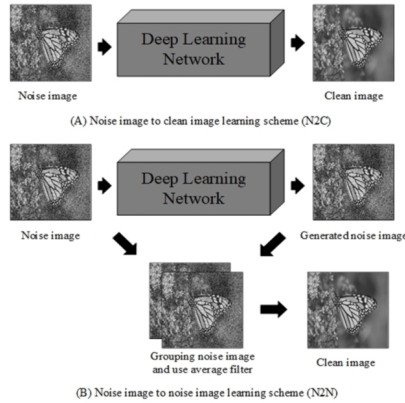 Deep Learning
Network
Noise image
Clean image
(A) Noise image to clean image learning scheme (N2C)
Deep Learning
Network
Noise image
Generated noise image
Grouping noise image
and use average filter
Clean image
(B) Noise image to noise image learning scheme (N2N)